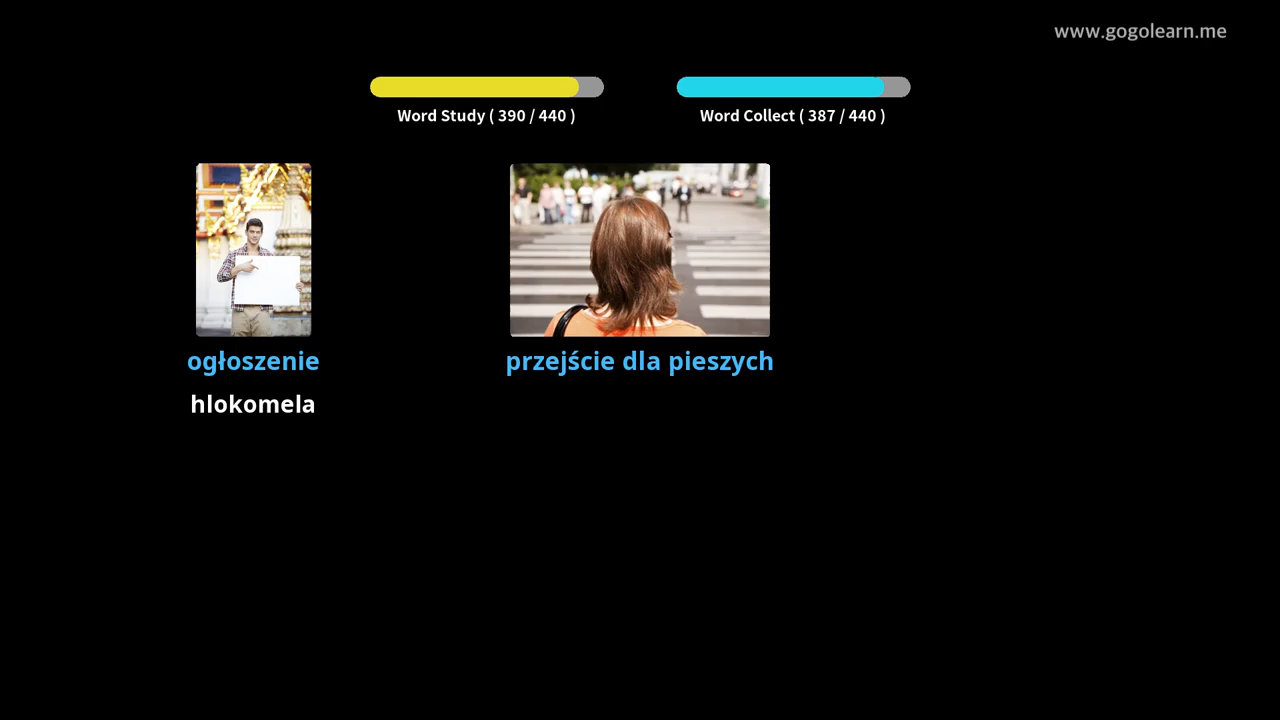 www.gogolearn.me
Word Study ( 390 / 440 )
Word Collect ( 387 / 440 )
ogłoszenie
przejście dla pieszych
hlokomela